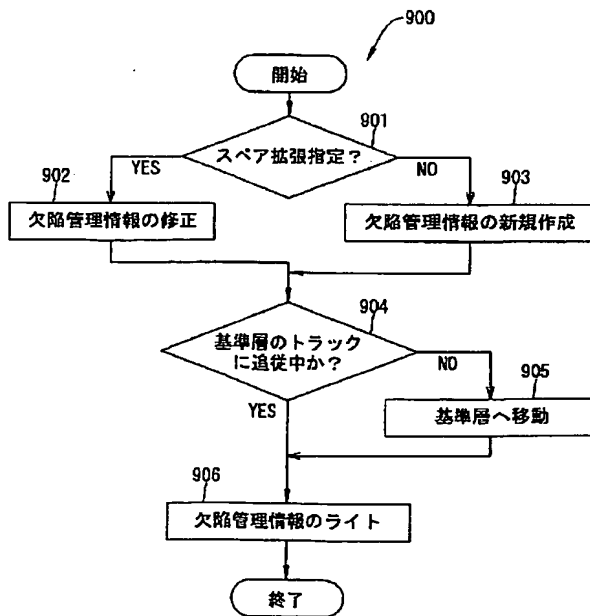 900
開始
901
スペア拡張指定?
YES
NO
902
欠陥管理情報の修正
903
欠陥管理情報の新規作成
904
基準層のトラック
に追従中か?
NO
YES
905
基準層へ移動
906
欠陥管理情報のライト
終了